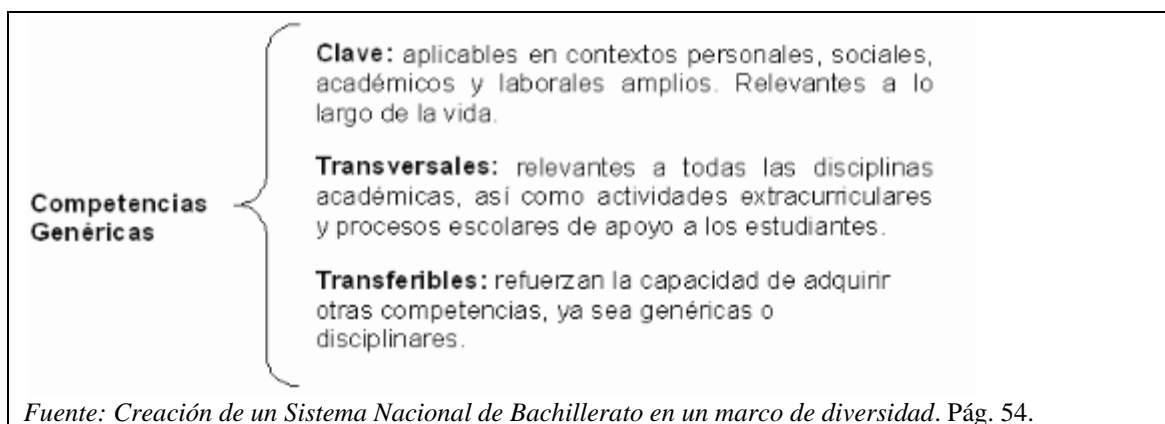 Clave: aplicables en contextos personales, sociales,
académicos y laborales amplios. Relevantes a lo
largo de la vida.
Transversales: relevantes a todas las disciplinas
académicas, así como actividades extracurriculares
y procesos escolares de apoyo a los estudiantes.
Competencias
Genéricas
Transferibles: refuerzan la capacidad de adquirir
otras competencias, ya sea genéricas o
disciplinares.
Fuente: Creación de un Sistema Nacional de Bachillerato en un marco de diversidad. Pág. 54.